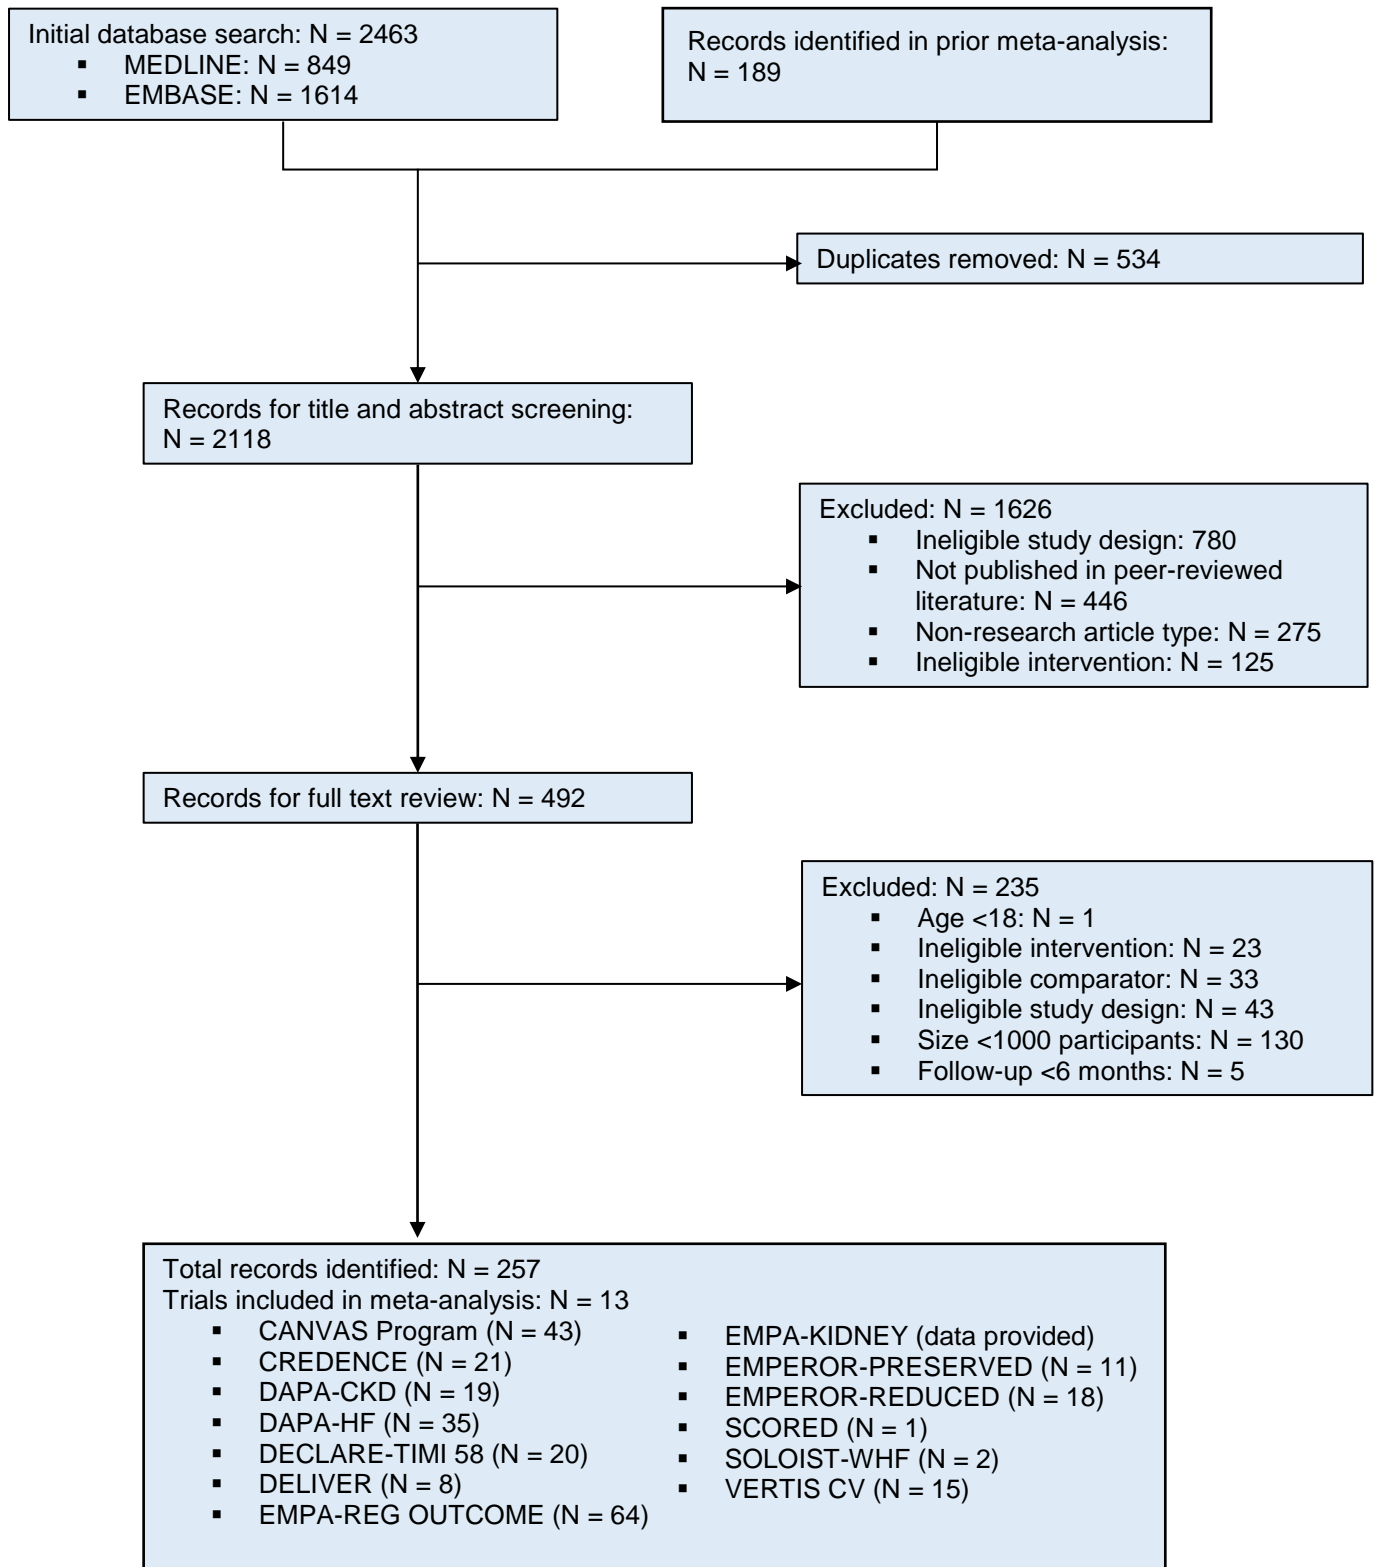 Initial database search: N = 2463
▪ MEDLINE: N = 849
▪ EMBASE: N = 1614
Records identified in prior meta-analysis:
N = 189
Duplicates removed: N = 534
Records for title and abstract screening:
N = 2118
Excluded: N = 1626
▪ Ineligible study design: 780
▪ Not published in peer-reviewed
literature: N = 446
▪ Non-research article type: N = 275
▪ Ineligible intervention: N = 125
Records for full text review: N = 492
Excluded: N = 235
▪ Age <18: N = 1
▪ Ineligible intervention: N = 23
▪ Ineligible comparator: N = 33
▪ Ineligible study design: N = 43
▪ Size <1000 participants: N = 130
▪ Follow-up <6 months: N = 5
Total records identified: N = 257
Trials included in meta-analysis: N = 13
▪ CANVAS Program (N = 43)
▪ CREDENCE (N = 21)
▪ DAPA-CKD (N = 19)
▪ DAPA-HF (N = 35)
▪ DECLARE-TIMI 58 (N = 20)
▪ DELIVER (N = 8)
▪ EMPA-REG OUTCOME (N = 64)
▪ EMPA-KIDNEY (data provided)
▪ EMPEROR-PRESERVED (N = 11)
▪ EMPEROR-REDUCED (N = 18)
▪ SCORED (N = 1)
▪ SOLOIST-WHF (N = 2)
▪ VERTIS CV (N = 15)